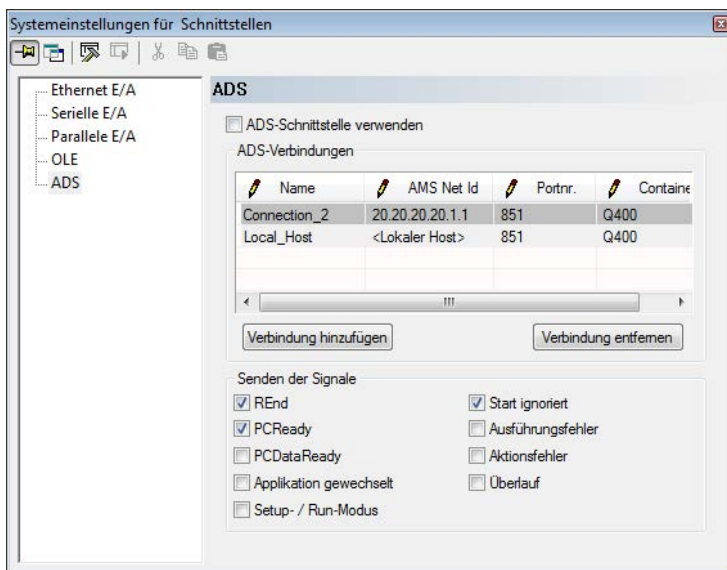 Systemeinstellungen für Schnittstellen
Ethernet E/A
Serielle E/A
Parallele E/A
OLE
ADS
ADS
ADS-Schnittstelle verwenden
ADS-Verbindungen
Name AMS Net Id Portnr. Containe
Connection_2 20.20.20.20.1.1 851 Q400
Local_Host <Lokaler Host> 851 Q400
Verbindung hinzufügen Verbindung entfernen
Senden der Signale
REnd Start ignoriert
PCReady Ausführungsfehler
PCDataReady Aktionsfehler
Applikation gewechselt Überlauf
Setup- / Run-Modus